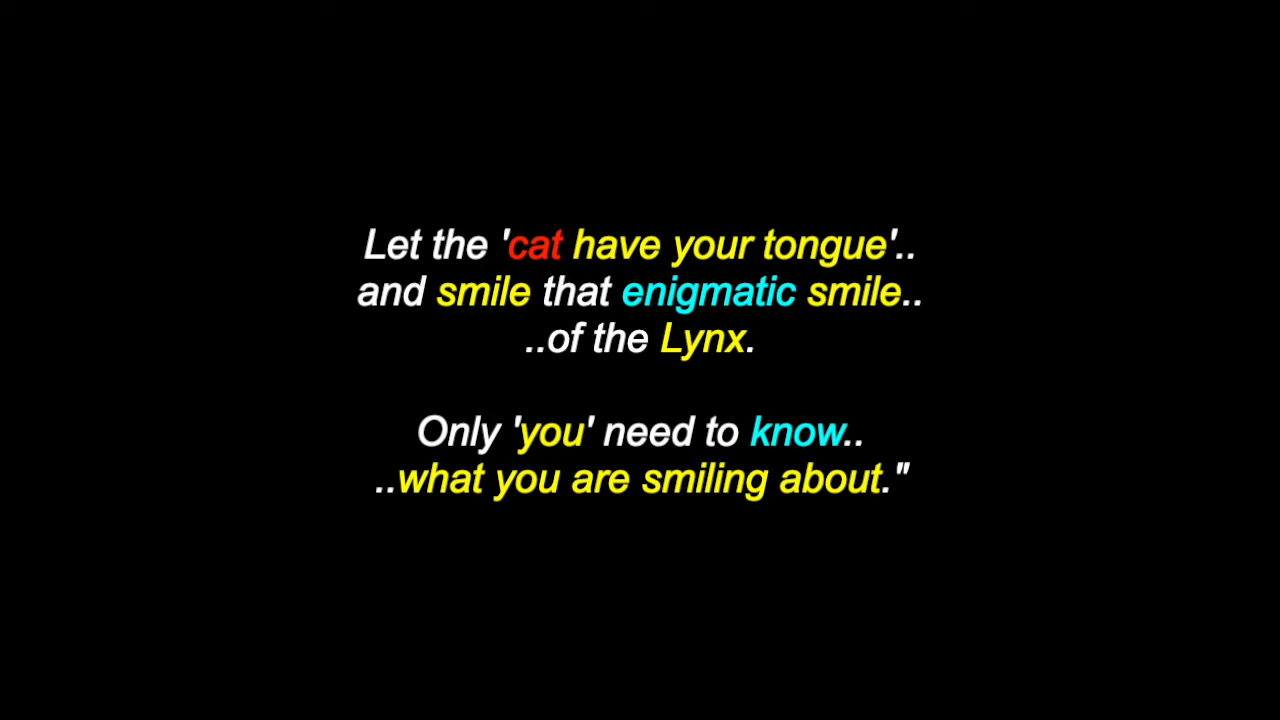 Let the 'cat have your tongue'..
and smile that enigmatic smile..
..of the Lynx.
Only 'you' need to know..
..what you are smiling about."